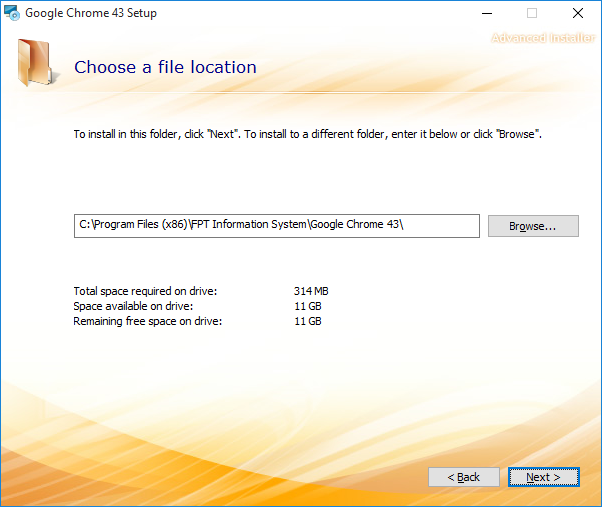 Google Chrome 43 Setup
Advanced Installer
Choose a file location
To install in this folder, click "Next". To install to a different folder, enter it below or click "Browse".
C:\Program Files (x86)\FPT Information System\Google Chrome 43\
Browse...
Total space required on drive: 314 MB
Space available on drive: 11 GB
Remaining free space on drive: 11 GB
< Back
Next >